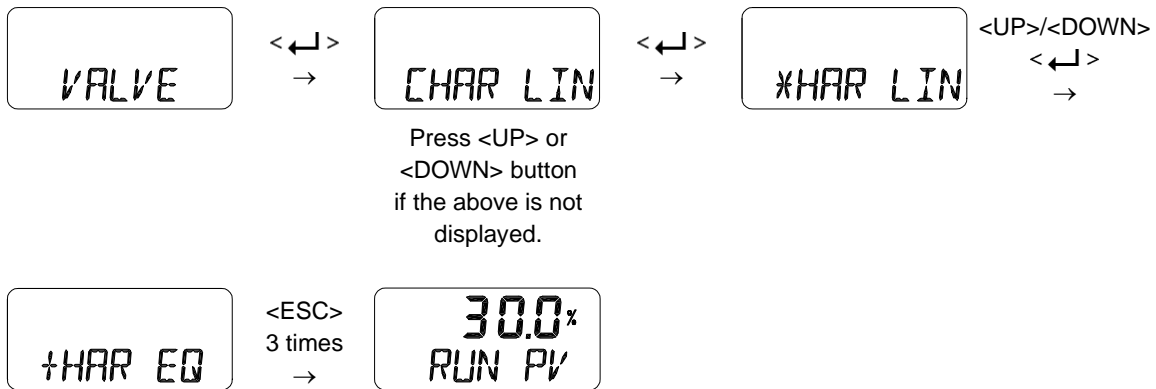 VALVE
< ↵ >
→
CHAR LIN
Press <UP> or
<DOWN> button
if the above is not
displayed.
< ↵ >
→
*HAR LIN
<UP>/<DOWN>
< ↵ >
→
+HAR EQ
<ESC>
3 times
→
30.0%
RUN PV